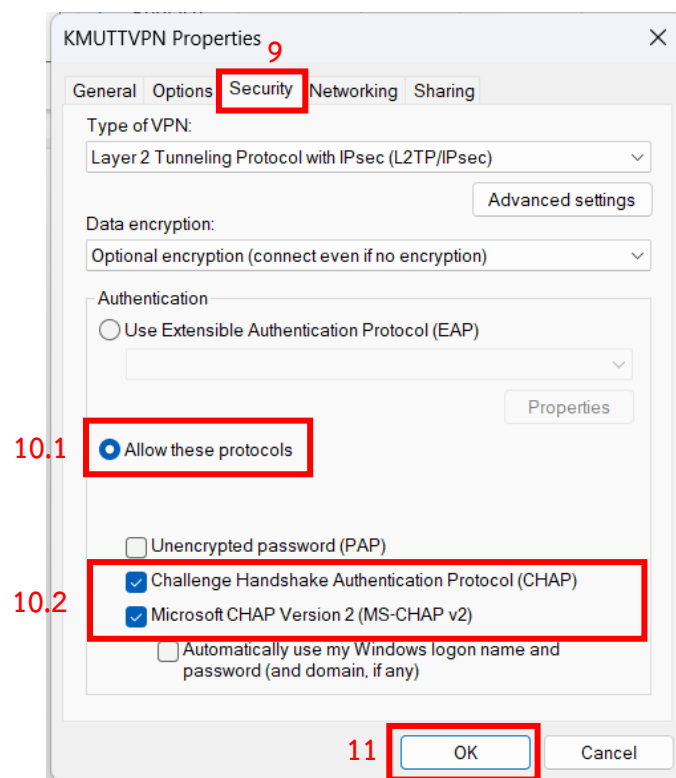 KMUTTVPN Properties
9
General Options Security Networking Sharing
Type of VPN:
Layer 2 Tunneling Protocol with IPsec (L2TP/IPsec)
Advanced settings
Data encryption:
Optional encryption (connect even if no encryption)
Authentication
Use Extensible Authentication Protocol (EAP)
Properties
10.1 Allow these protocols
Unencrypted password (PAP)
Challenge Handshake Authentication Protocol (CHAP)
10.2 Microsoft CHAP Version 2 (MS-CHAP v2)
Automatically use my Windows logon name and
password (and domain, if any)
11 OK Cancel